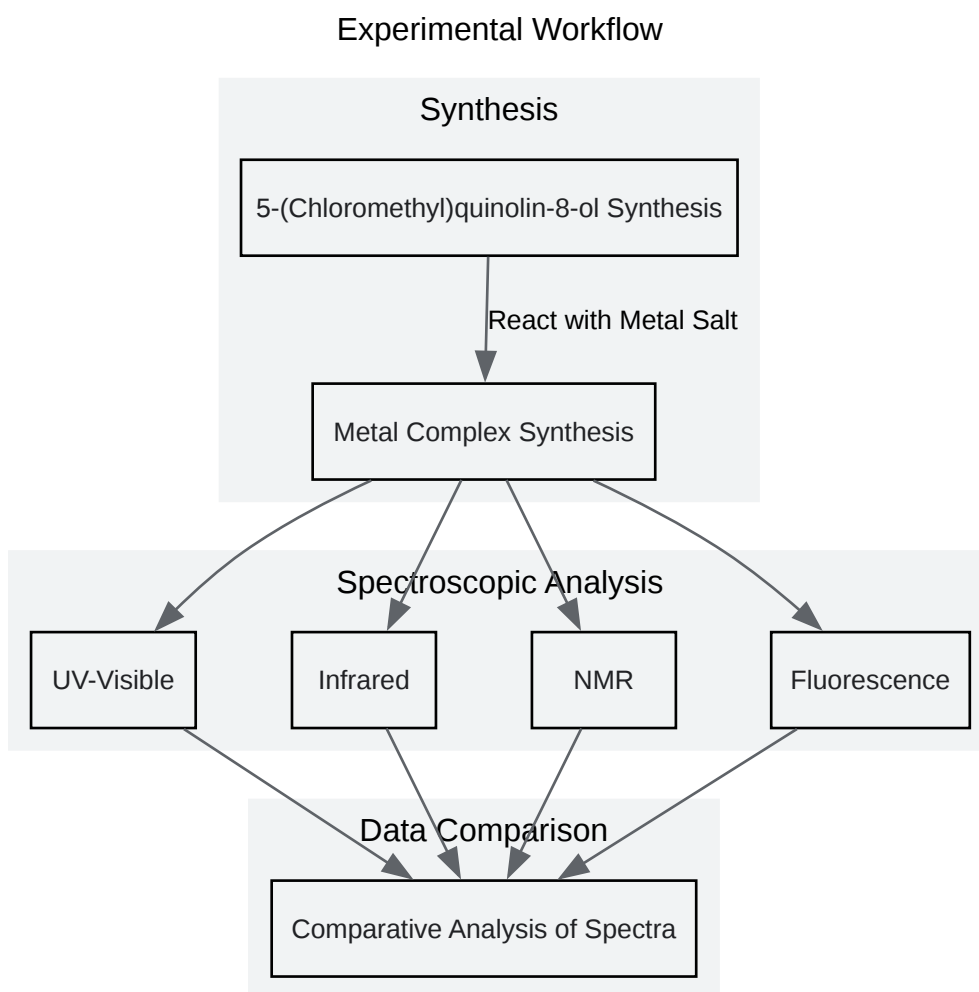 Experimental Workflow
Synthesis
5-(Chloromethyl)quinolin-8-ol Synthesis
React with Metal Salt
Metal Complex Synthesis
Spectroscopic Analysis
UV-Visible
Infrared
NMR
Fluorescence
Data Comparison
Comparative Analysis of Spectra